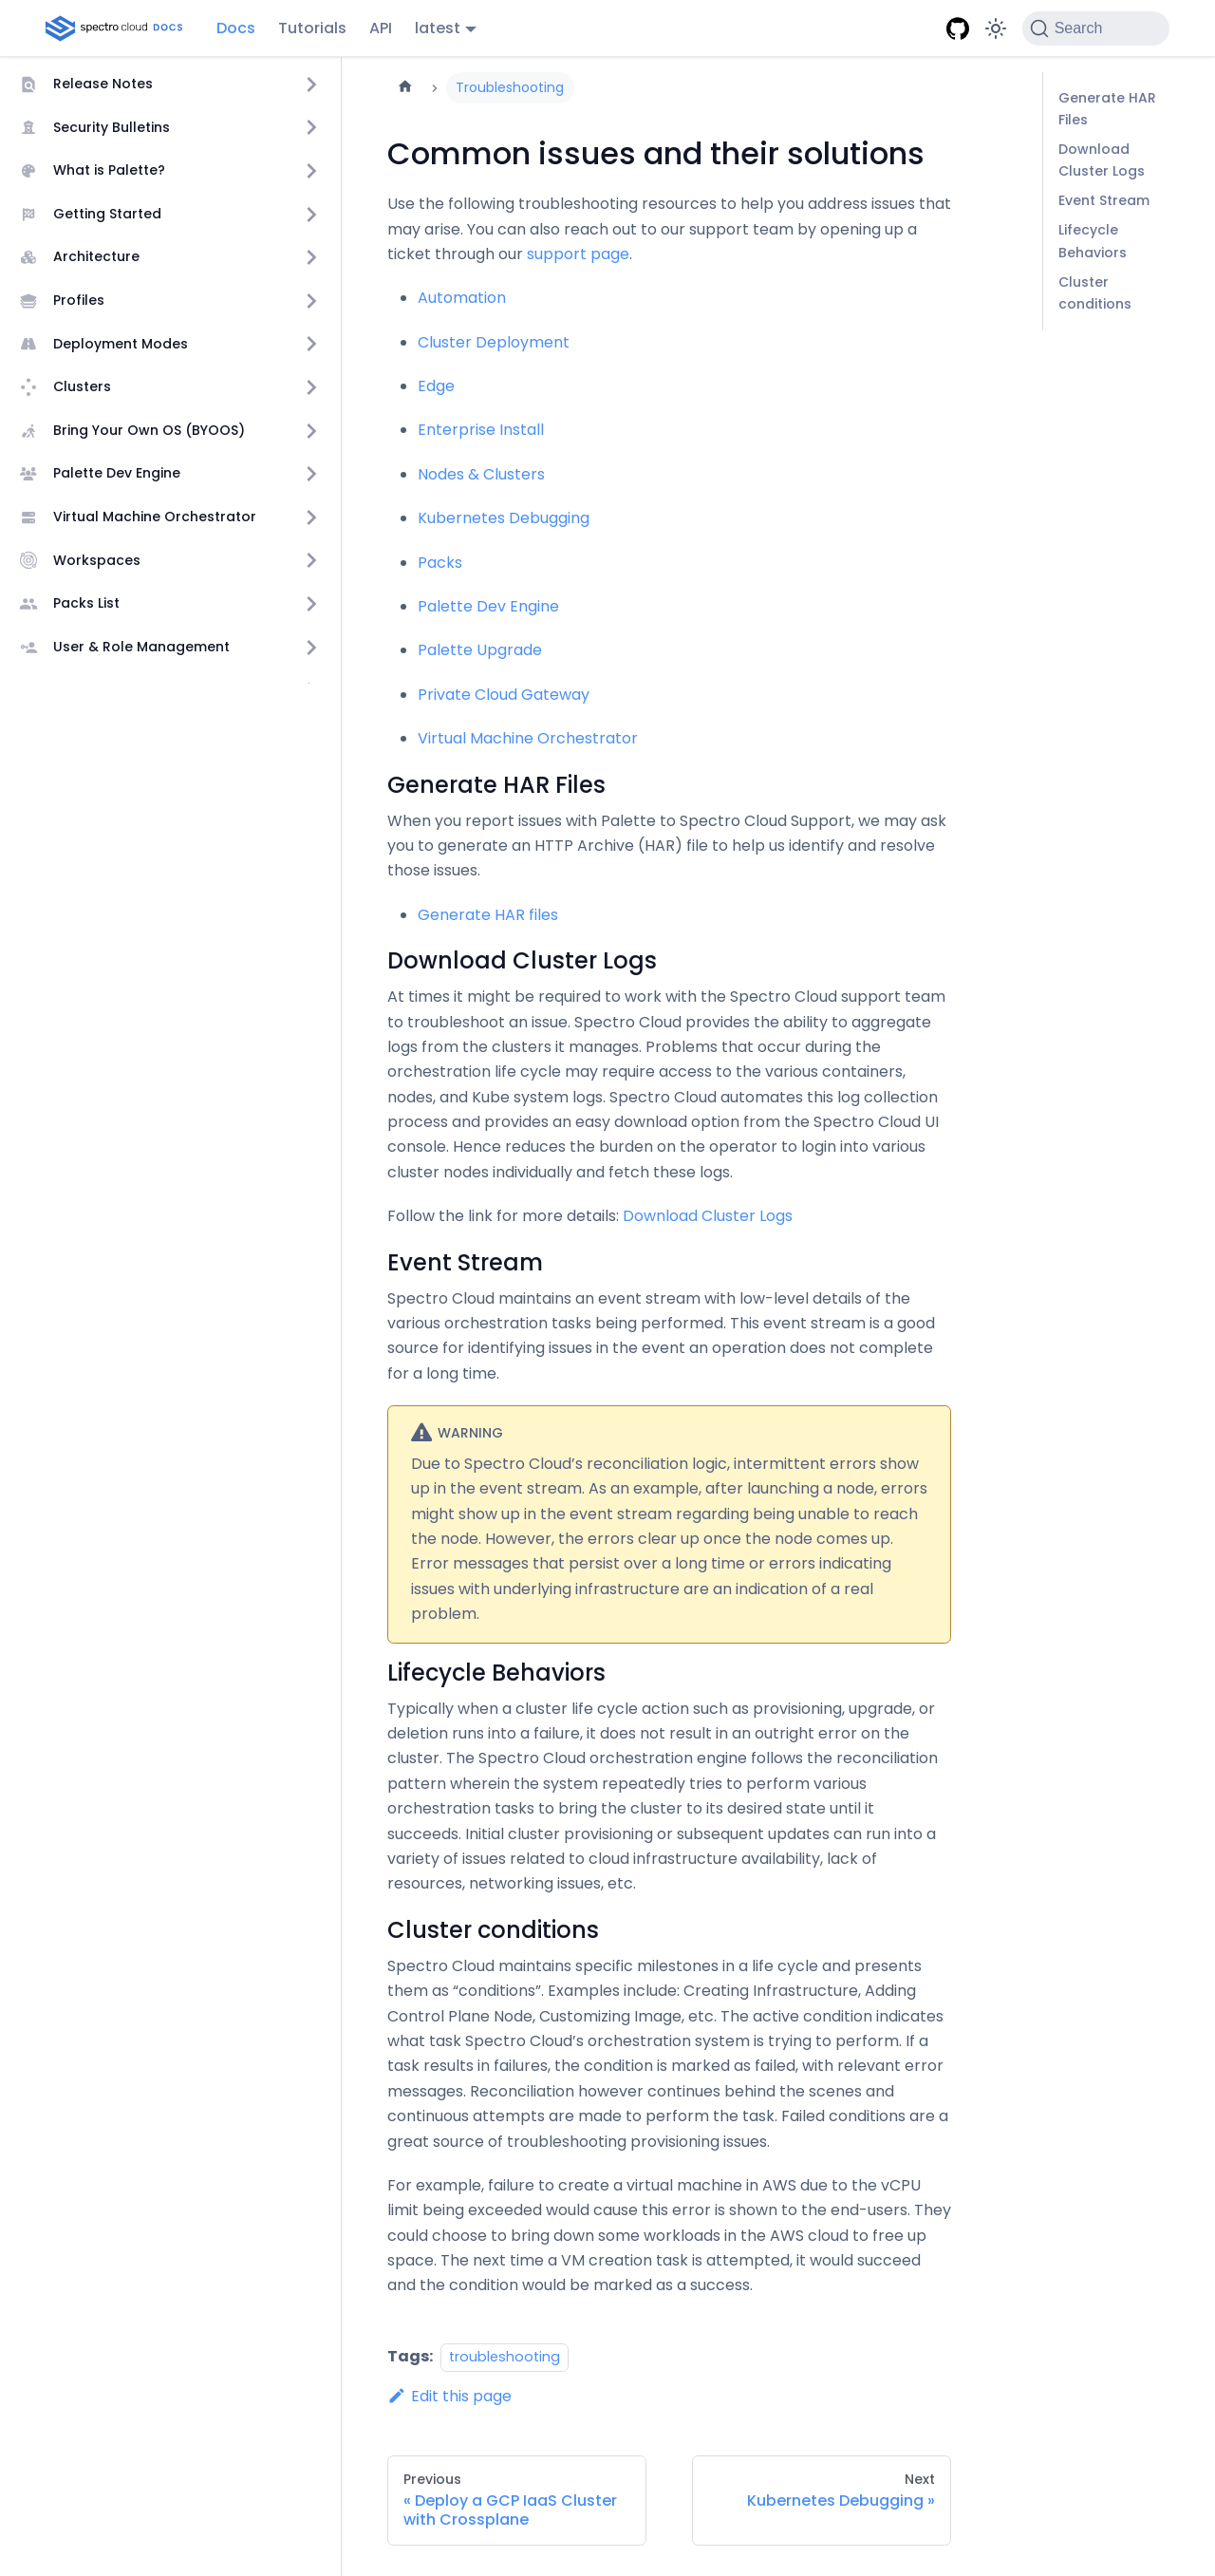 spectro cloud DOCS
Docs
Tutorials
API
latest
Search
Release Notes
Security Bulletins
What is Palette?
Getting Started
Architecture
Profiles
Deployment Modes
Clusters
Bring Your Own OS (BYOOS)
Palette Dev Engine
Virtual Machine Orchestrator
Workspaces
Packs List
User & Role Management
Troubleshooting
Common issues and their solutions
Use the following troubleshooting resources to help you address issues that
may arise. You can also reach out to our support team by opening up a
ticket through our support page.
Automation
Cluster Deployment
Edge
Enterprise Install
Nodes & Clusters
Kubernetes Debugging
Packs
Palette Dev Engine
Palette Upgrade
Private Cloud Gateway
Virtual Machine Orchestrator
Generate HAR Files
When you report issues with Palette to Spectro Cloud Support, we may ask
you to generate an HTTP Archive (HAR) file to help us identify and resolve
those issues.
Generate HAR files
Download Cluster Logs
At times it might be required to work with the Spectro Cloud support team
to troubleshoot an issue. Spectro Cloud provides the ability to aggregate
logs from the clusters it manages. Problems that occur during the
orchestration life cycle may require access to the various containers,
nodes, and Kube system logs. Spectro Cloud automates this log collection
process and provides an easy download option from the Spectro Cloud UI
console. Hence reduces the burden on the operator to login into various
cluster nodes individually and fetch these logs.
Follow the link for more details: Download Cluster Logs
Event Stream
Spectro Cloud maintains an event stream with low-level details of the
various orchestration tasks being performed. This event stream is a good
source for identifying issues in the event an operation does not complete
for a long time.
WARNING
Due to Spectro Cloud’s reconciliation logic, intermittent errors show
up in the event stream. As an example, after launching a node, errors
might show up in the event stream regarding being unable to reach
the node. However, the errors clear up once the node comes up.
Error messages that persist over a long time or errors indicating
issues with underlying infrastructure are an indication of a real
problem.
Lifecycle Behaviors
Typically when a cluster life cycle action such as provisioning, upgrade, or
deletion runs into a failure, it does not result in an outright error on the
cluster. The Spectro Cloud orchestration engine follows the reconciliation
pattern wherein the system repeatedly tries to perform various
orchestration tasks to bring the cluster to its desired state until it
succeeds. Initial cluster provisioning or subsequent updates can run into a
variety of issues related to cloud infrastructure availability, lack of
resources, networking issues, etc.
Cluster conditions
Spectro Cloud maintains specific milestones in a life cycle and presents
them as “conditions”. Examples include: Creating Infrastructure, Adding
Control Plane Node, Customizing Image, etc. The active condition indicates
what task Spectro Cloud’s orchestration system is trying to perform. If a
task results in failures, the condition is marked as failed, with relevant error
messages. Reconciliation however continues behind the scenes and
continuous attempts are made to perform the task. Failed conditions are a
great source of troubleshooting provisioning issues.
For example, failure to create a virtual machine in AWS due to the vCPU
limit being exceeded would cause this error is shown to the end-users. They
could choose to bring down some workloads in the AWS cloud to free up
space. The next time a VM creation task is attempted, it would succeed
and the condition would be marked as a success.
Tags: troubleshooting
Edit this page
Previous
« Deploy a GCP IaaS Cluster
with Crossplane
Next
Kubernetes Debugging »
Generate HAR
Files
Download
Cluster Logs
Event Stream
Lifecycle
Behaviors
Cluster
conditions